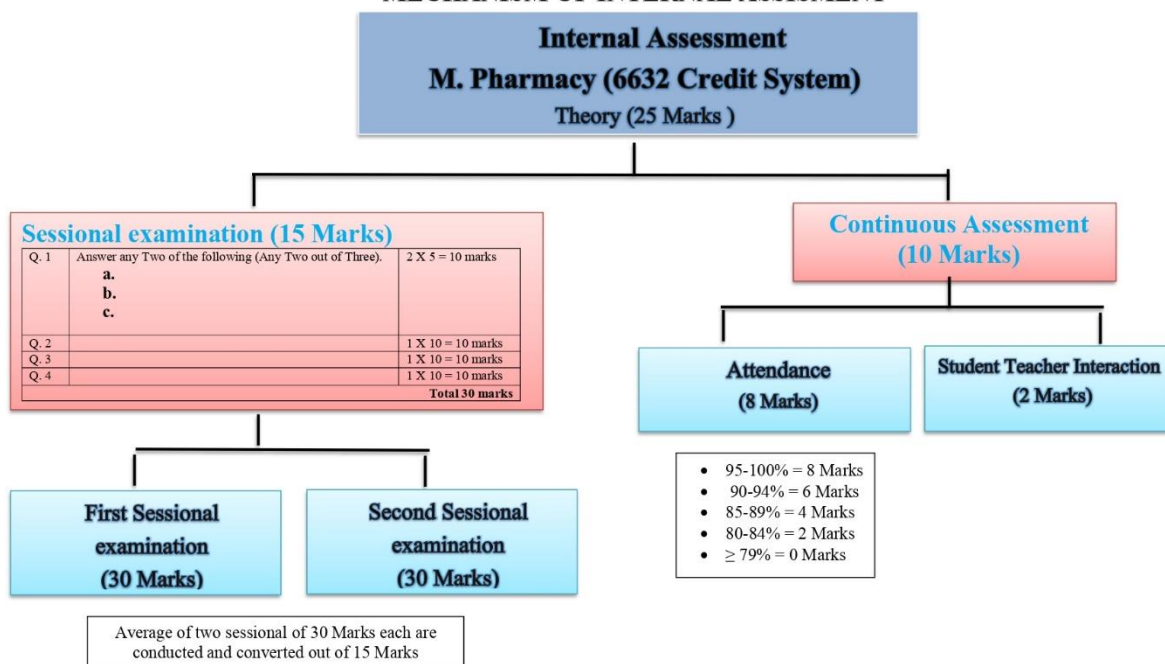 MECHANISM OF INTERNAL ASSISMENT
Internal Assessment
M. Pharmacy (6632 Credit System)
Theory (25 Marks )
Sessional examination (15 Marks)
Q. 1 Answer any Two of the following (Any Two out of Three). 2 X 5 = 10 marks
a.
b.
c.
Q. 2 1 X 10 = 10 marks
Q. 3 1 X 10 = 10 marks
Q. 4 1 X 10 = 10 marks
Total 30 marks
First Sessional
examination
(30 Marks)
Second Sessional
examination
(30 Marks)
Average of two sessional of 30 Marks each are
conducted and converted out of 15 Marks
Continuous Assessment
(10 Marks)
Attendance
(8 Marks)
Student Teacher Interaction
(2 Marks)
• 95-100% = 8 Marks
• 90-94% = 6 Marks
• 85-89% = 4 Marks
• 80-84% = 2 Marks
• ≥ 79% = 0 Marks